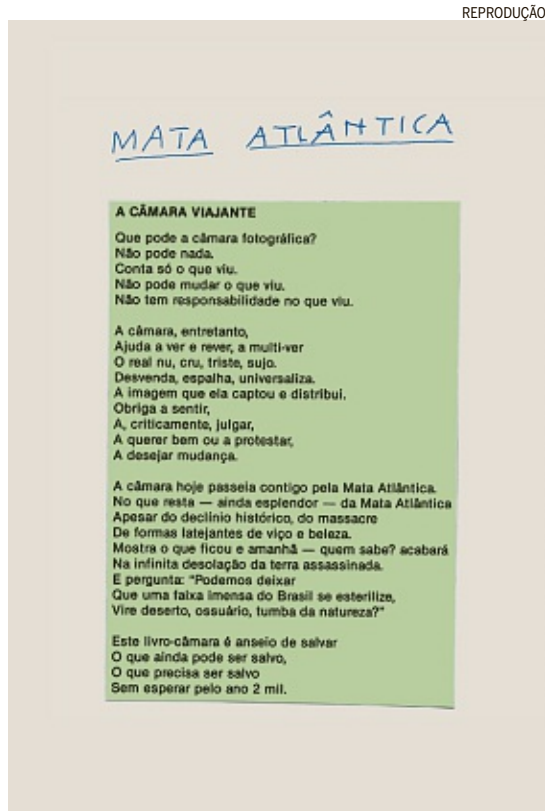 REPRODUÇÃO
MATA ATLÂNTICA
A CÂMARA VIAJANTE
Que pode a câmara fotográfica?
Não pode nada.
Conta só o que viu.
Não pode mudar o que viu.
Não tem responsabilidade no que viu.
A câmara, entretanto,
Ajuda a ver e rever, a multi-ver
O real nu, cru, triste, sujo.
Desvenda, espalha, universaliza.
A imagem que ela captou e distribui.
Obriga a sentir,
A, criticamente, julgar,
A querer bem ou a protestar,
A desejar mudança.
A câmara hoje passeia contigo pela Mata Atlântica.
No que resta — ainda esplendor — da Mata Atlântica
Apesar do declínio histórico, do massacre
De formas latejantes de viço e beleza.
Mostra o que ficou e amanhã — quem sabe? acabará
Na infinita desolação da terra assassinada.
E pergunta: "Podemos deixar
Que uma faixa imensa do Brasil se esterilize,
Vire deserto, ossuário, tumba da natureza?"
Este livro-câmara é anseio de salvar
O que ainda pode ser salvo,
O que precisa ser salvo
Sem esperar pelo ano 2 mil.